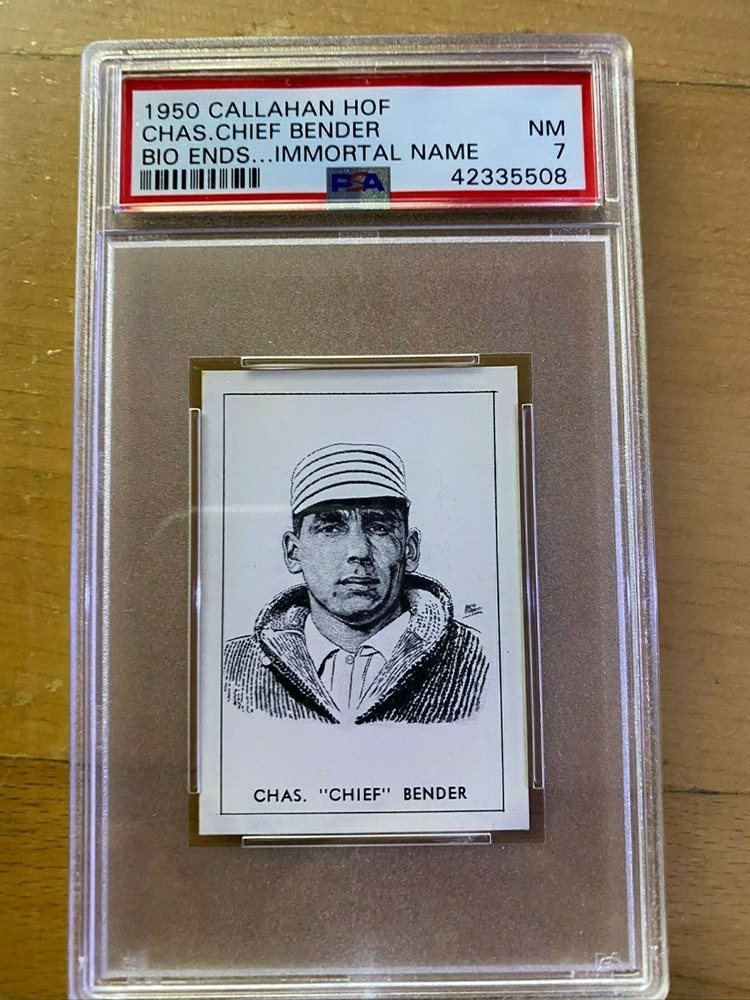 1950 CALLAHAN HOF
CHAS.CHIEF BENDER NM
BIO ENDS...IMMORTAL NAME 7
PSA 42335508
CHAS. "CHIEF" BENDER